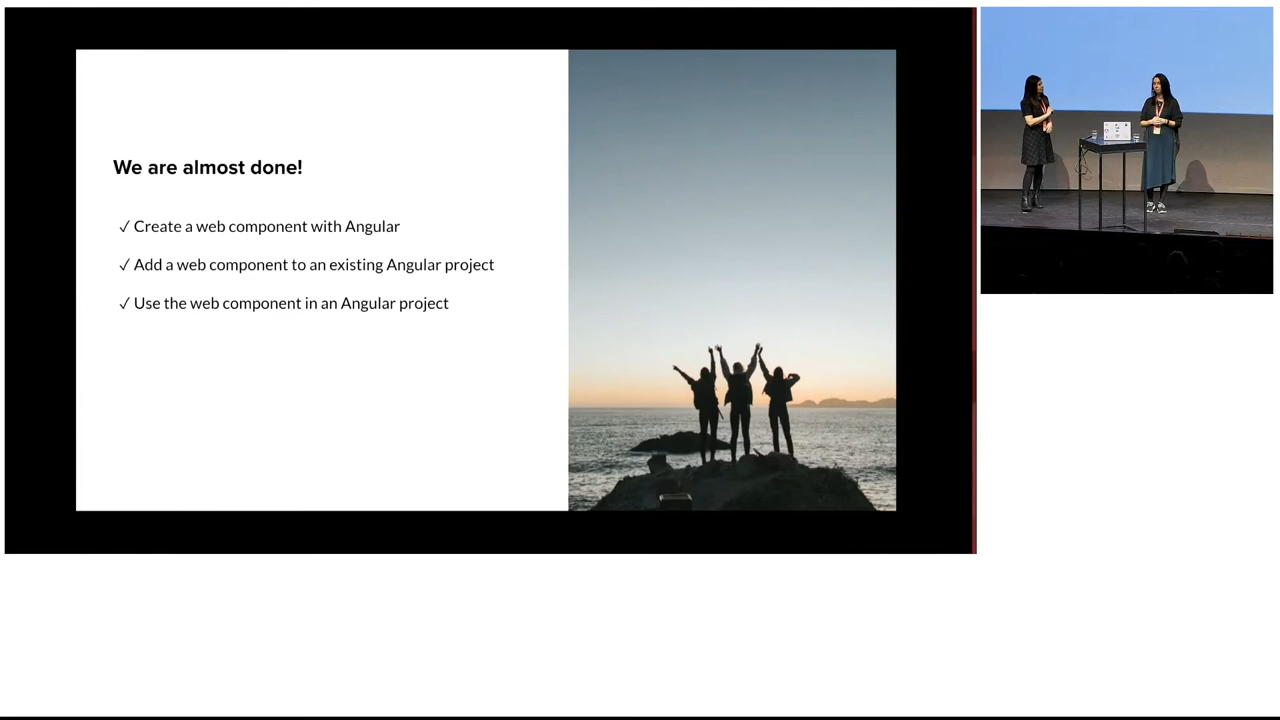 We are almost done!
✓ Create a web component with Angular
✓ Add a web component to an existing Angular project
✓ Use the web component in an Angular project